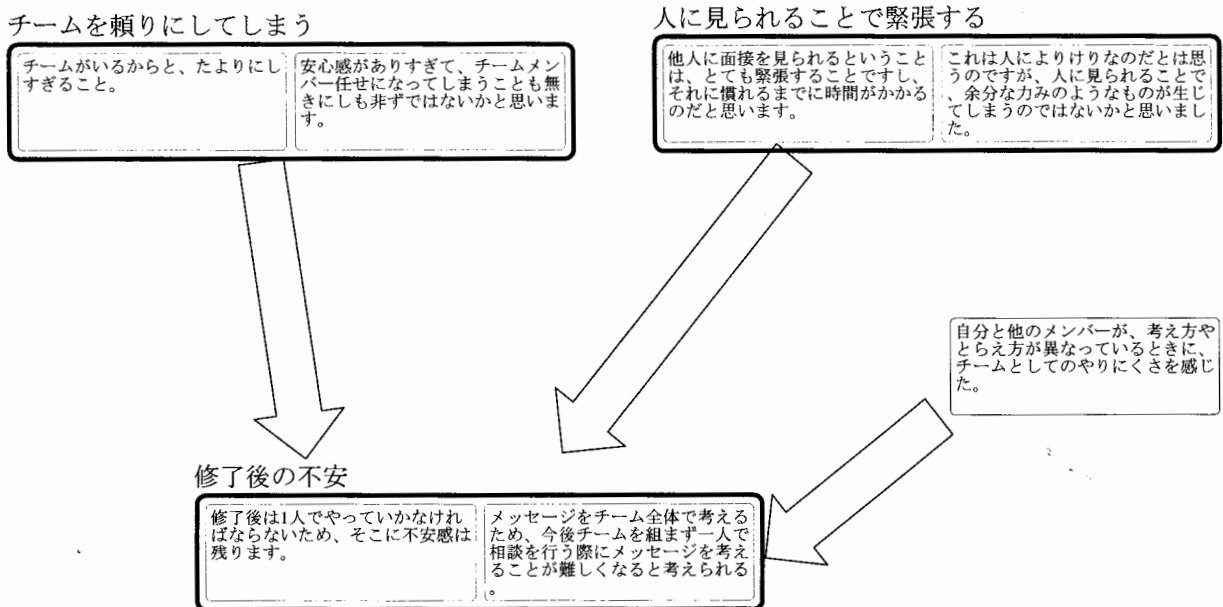 チームを頼りにしてしまう
チームがいるからと、たよりにし
すぎること。
安心感がありすぎて、チームメン
バー任せになってしまうことも無
きにしも非ずではないかと思いま
す。
人に見られることで緊張する
他人に面接を見られるということ
は、とても緊張することですし、
それに慣れるまでに時間がかかる
のだと思います。
これは人によりけりなのだとは思
うのですが、人に見られることで
、余分な力みのようなものが生じ
てしまうのではないかと思いまし
た。
自分と他のメンバーが、考え方や
とらえ方が異なっているときに、
チームとしてのやりにくさを感じ
た。
修了後の不安
修了後は1人でやっていかなけれ
ばならないため、そこに不安感は
残ります。
メッセージをチーム全体で考える
ため、今後チームを組まず一人で
相談を行う際にメッセージを考え
ることが難しくなると考えられる
。